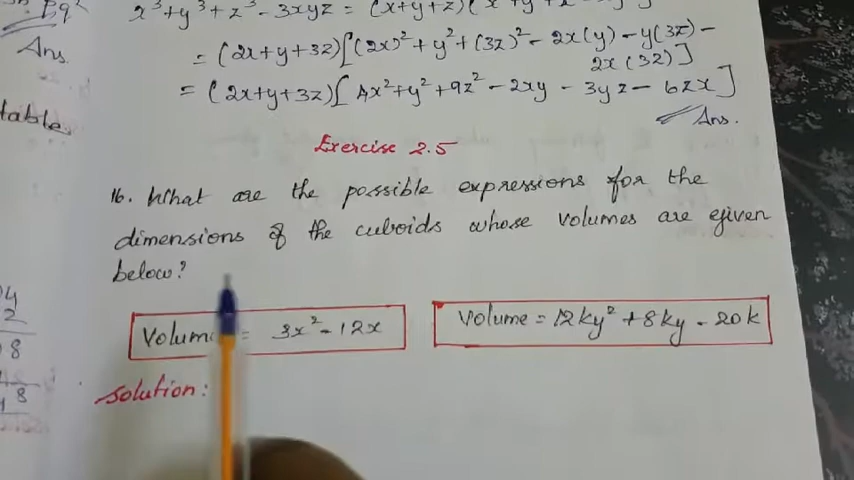 Ans.
table.
x³+y³+z³-3xyz = (x+y+z)(
= (2x+y+3z)[(2x)²+y²+(3z)²-2x(y)-y(3z)-
2x(3z)]
= (2x+y+3z)[4x²+y²+9z²-2xy-3yz-6zx]
Ans.
Exercise 2.5
16. What are the possible expressions for the
dimensions of the cuboids whose volumes are given
below?
Volume = 3x²-12x
Volume = 12ky²+8ky-20k
Solution: